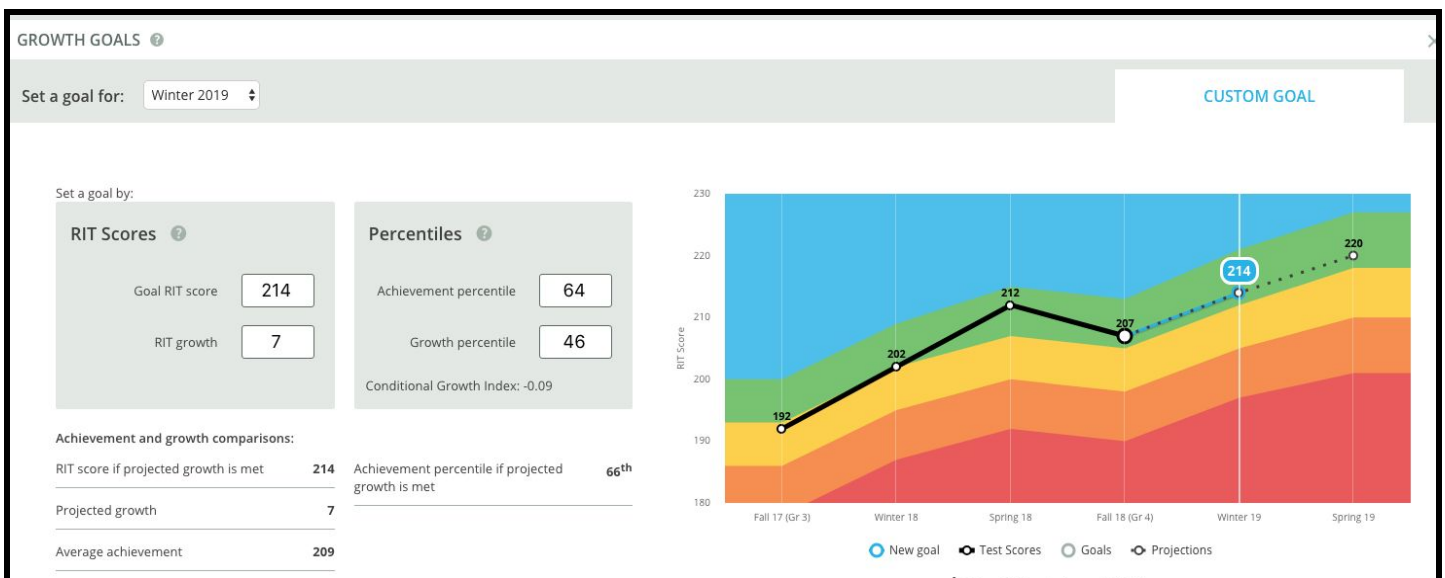 GROWTH GOALS ?
Set a goal for: Winter 2019
CUSTOM GOAL
Set a goal by:
RIT Scores ?
Goal RIT score 214
RIT growth 7
Percentiles ?
Achievement percentile 64
Growth percentile 46
Conditional Growth Index: -0.09
Achievement and growth comparisons:
RIT score if projected growth is met 214
Projected growth 7
Average achievement 209
Achievement percentile if projected 66th
growth is met
RIT Score
230
220
210
200
190
180
192
202
212
207
214
220
Fall 17 (Gr 3)
Winter 18
Spring 18
Fall 18 (Gr 4)
Winter 19
Spring 19
New goal
Test Scores
Goals
Projections